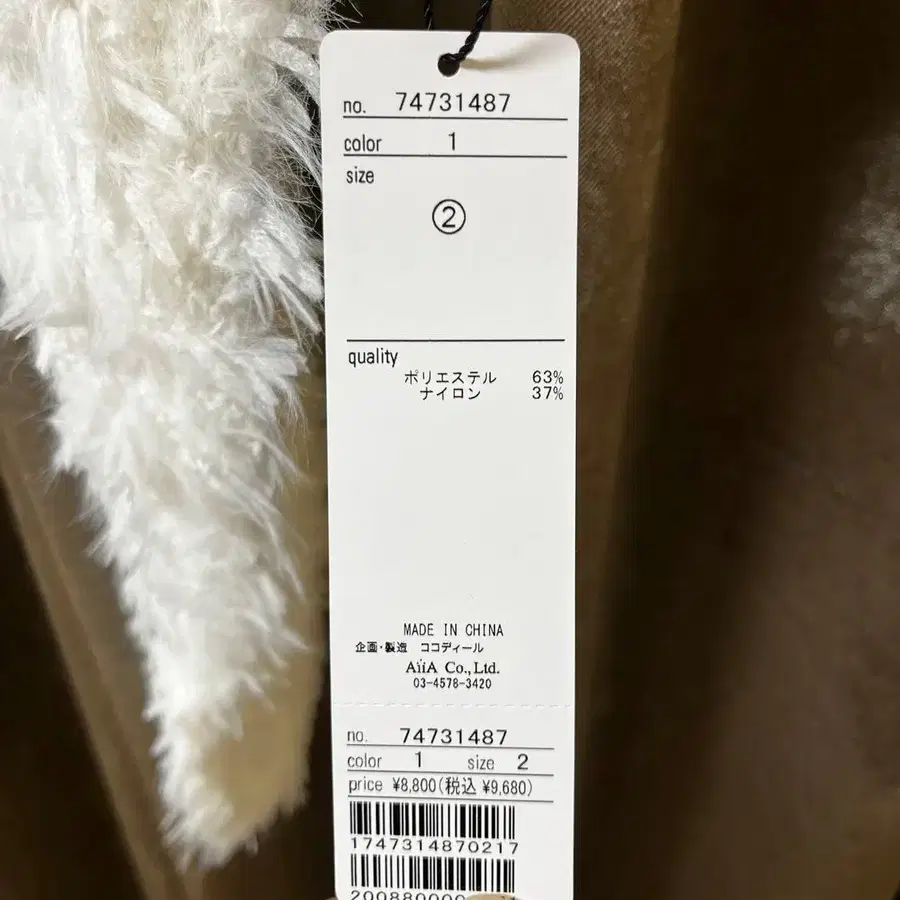 no. 74731487
color 1
size
②
quality
ポリエステル 63%
ナイロン 37%
MADE IN CHINA
企画・製造 ココディール
AïiA Co.,Ltd.
03-4578-3420
no. 74731487
color 1 size 2
price ¥8,800(税込 ¥9,680)
1747314870217